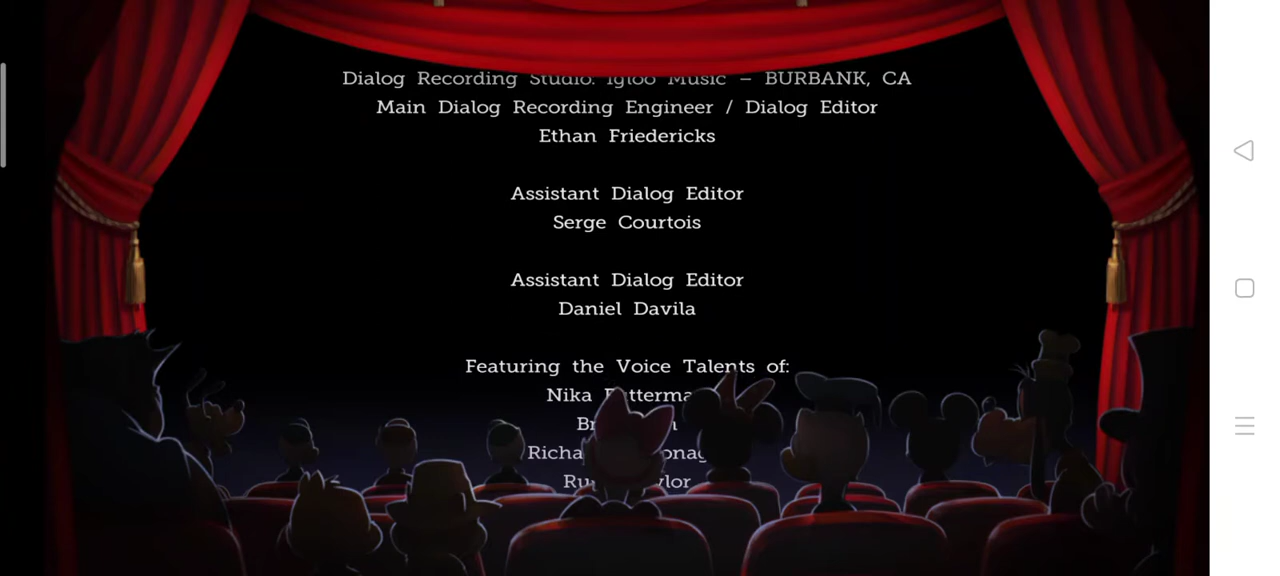 Dialog Recording Studio: Igloo Music – BURBANK, CA
Main Dialog Recording Engineer / Dialog Editor
Ethan Friedericks
Assistant Dialog Editor
Serge Courtois
Assistant Dialog Editor
Daniel Davila
Featuring the Voice Talents of:
Nika